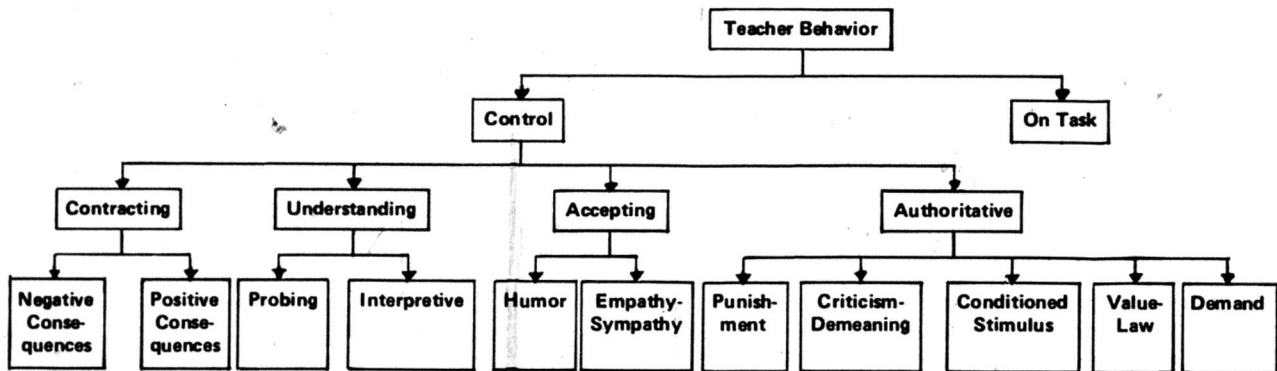 Teacher Behavior
Control
On Task
Contracting
Understanding
Accepting
Authoritative
Negative
Conse-
quences
Positive
Conse-
quences
Probing
Interpretive
Humor
Empathy-
Sympathy
Punish-
ment
Criticism-
Demeaning
Conditioned
Stimulus
Value-
Law
Demand